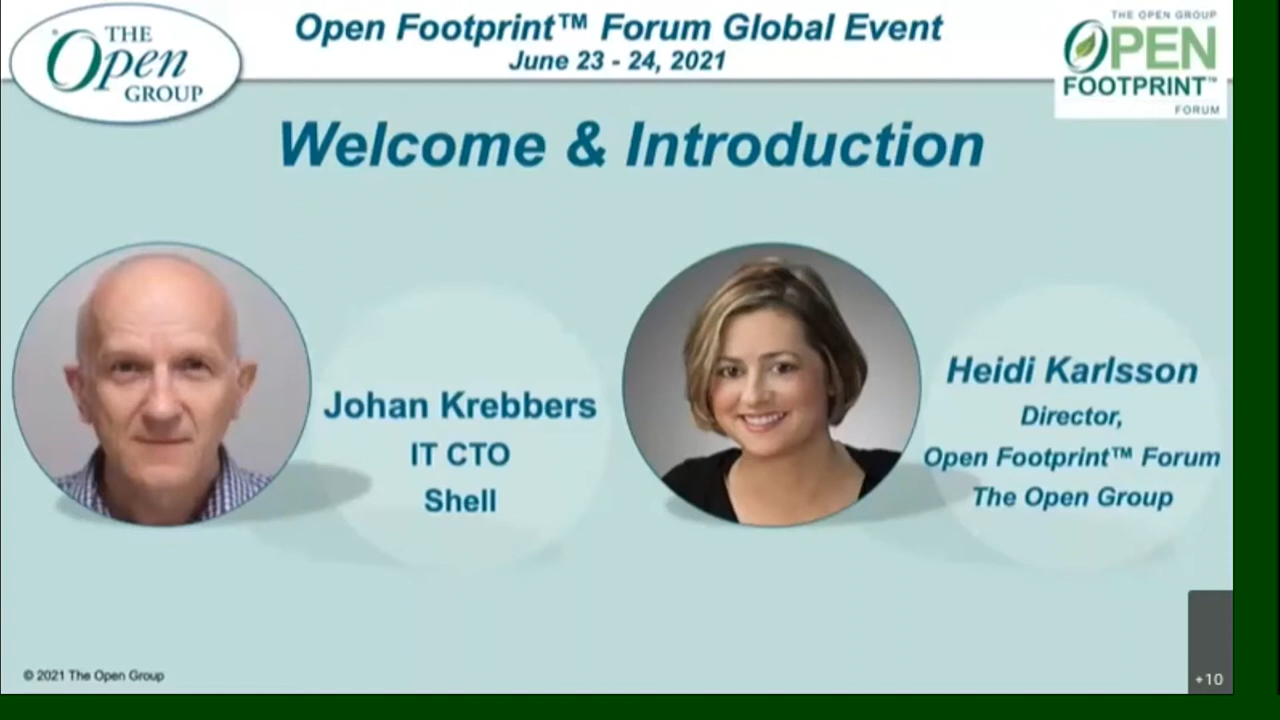 THE
Open
GROUP
Open Footprint™ Forum Global Event
June 23 - 24, 2021
THE OPEN GROUP
OPEN
FOOTPRINT™
FORUM
Welcome & Introduction
Johan Krebbers
IT CTO
Shell
Heidi Karlsson
Director,
Open Footprint™ Forum
The Open Group
© 2021 The Open Group
+10